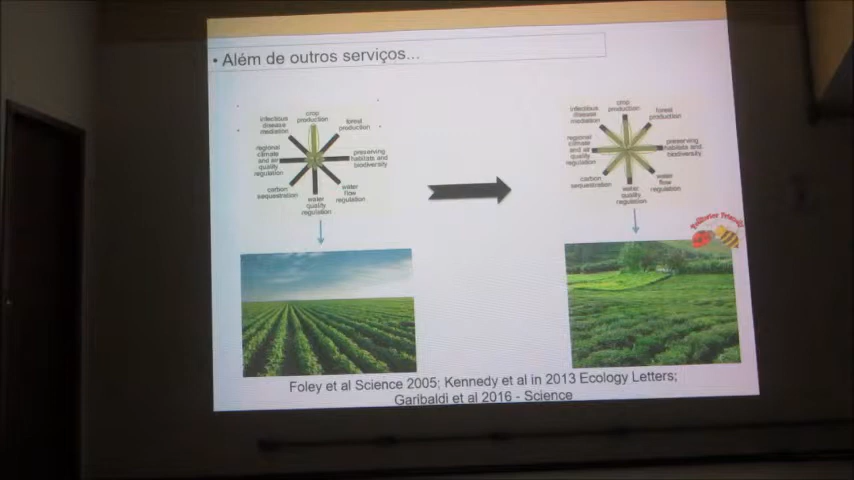 • Além de outros serviços...
crop
production
infectious
disease
mediation
forest
production
regional
climate
and air
quality
regulation
preserving
habitats and
biodiversity
carbon
sequestration
water
flow
regulation
water
quality
regulation
crop
production
infectious
disease
mediation
forest
production
regional
climate
and air
quality
regulation
preserving
habitats and
biodiversity
carbon
sequestration
water
flow
regulation
water
quality
regulation
Pollinator Friendly
Foley et al Science 2005; Kennedy et al in 2013 Ecology Letters;
Garibaldi et al 2016 - Science